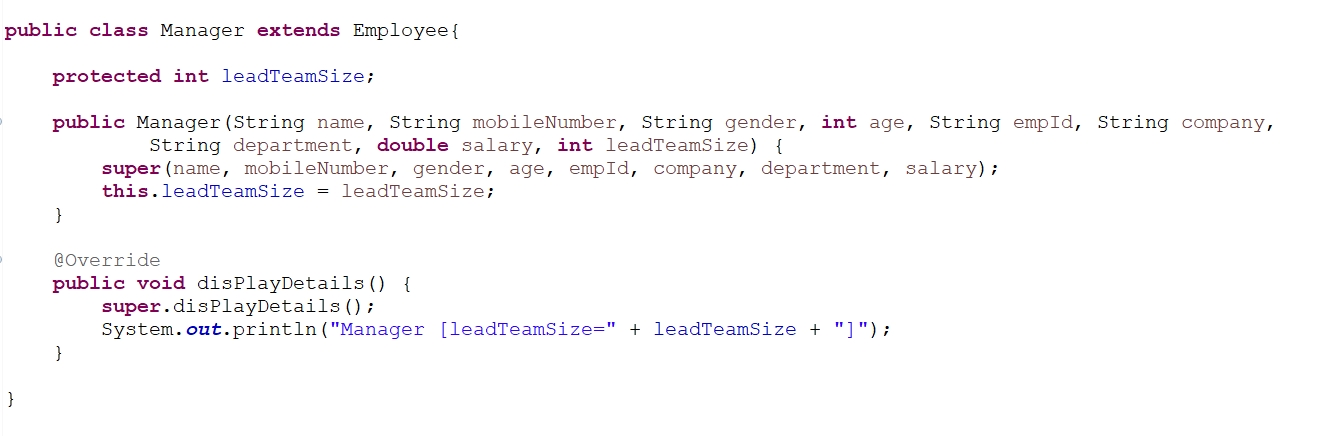 public class Manager extends Employee{
protected int leadTeamSize;
public Manager(String name, String mobileNumber, String gender, int age, String empId, String company,
String department, double salary, int leadTeamSize) {
super(name, mobileNumber, gender, age, empId, company, department, salary);
this.leadTeamSize = leadTeamSize;
}
@Override
public void disPlayDetails() {
super.disPlayDetails();
System.out.println("Manager [leadTeamSize=" + leadTeamSize + "]");
}
}